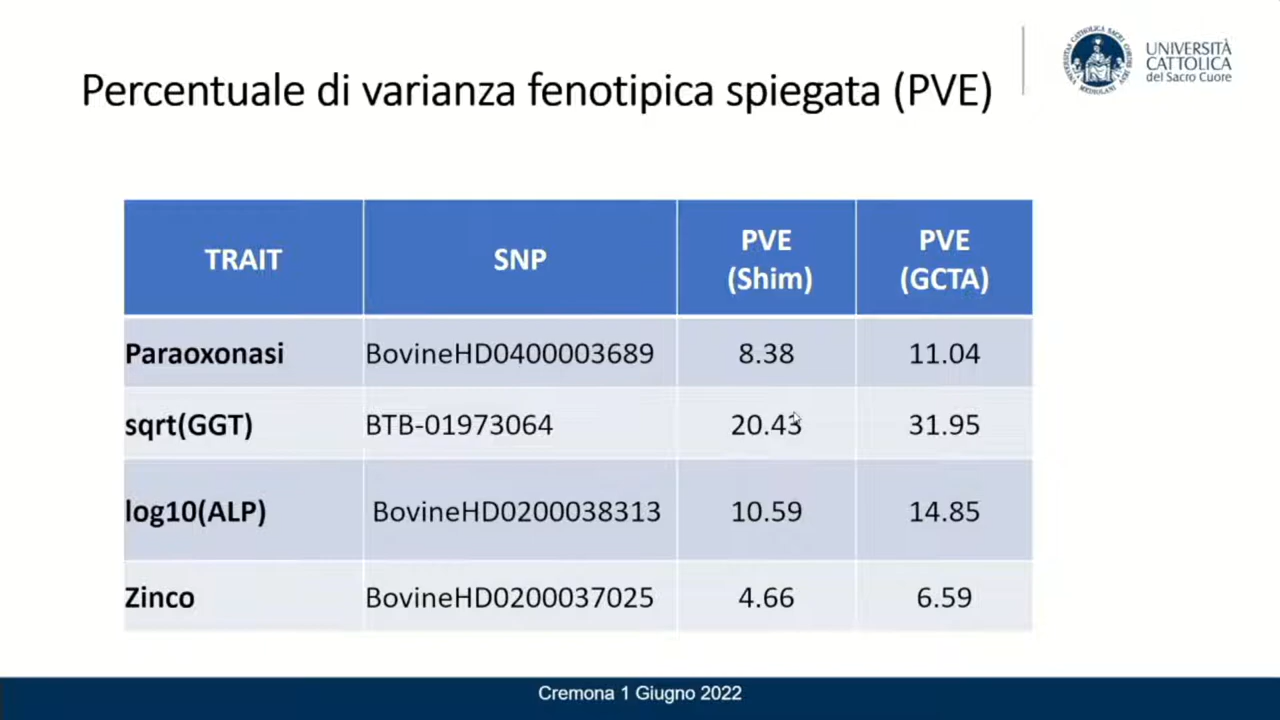 Percentuale di varianza fenotipica spiegata (PVE)
UNIVERSITÀ
CATTOLICA
del Sacro Cuore
TRAIT SNP PVE (Shim) PVE (GCTA)
Paraoxonasi BovineHD0400003689 8.38 11.04
sqrt(GGT) BTB-01973064 20.43 31.95
log10(ALP) BovineHD0200038313 10.59 14.85
Zinco BovineHD0200037025 4.66 6.59
Cremona 1 Giugno 2022